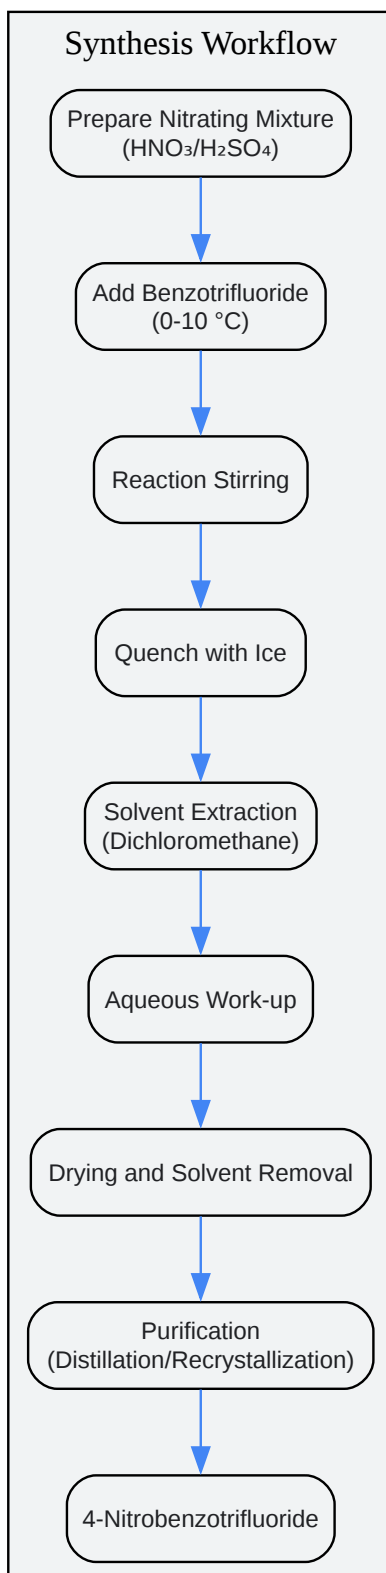 Synthesis Workflow
Prepare Nitrating Mixture
(HNO₃/H₂SO₄)
Add Benzotrifluoride
(0-10 °C)
Reaction Stirring
Quench with Ice
Solvent Extraction
(Dichloromethane)
Aqueous Work-up
Drying and Solvent Removal
Purification
(Distillation/Recrystallization)
4-Nitrobenzotrifluoride